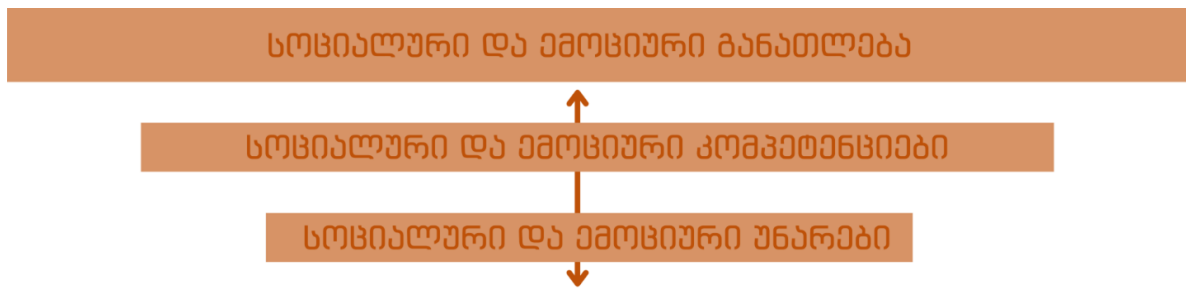 სოციალური და ემოციური განათლება
სოციალური და ემოციური კომპეტენციები
სოციალური და ემოციური უნარები